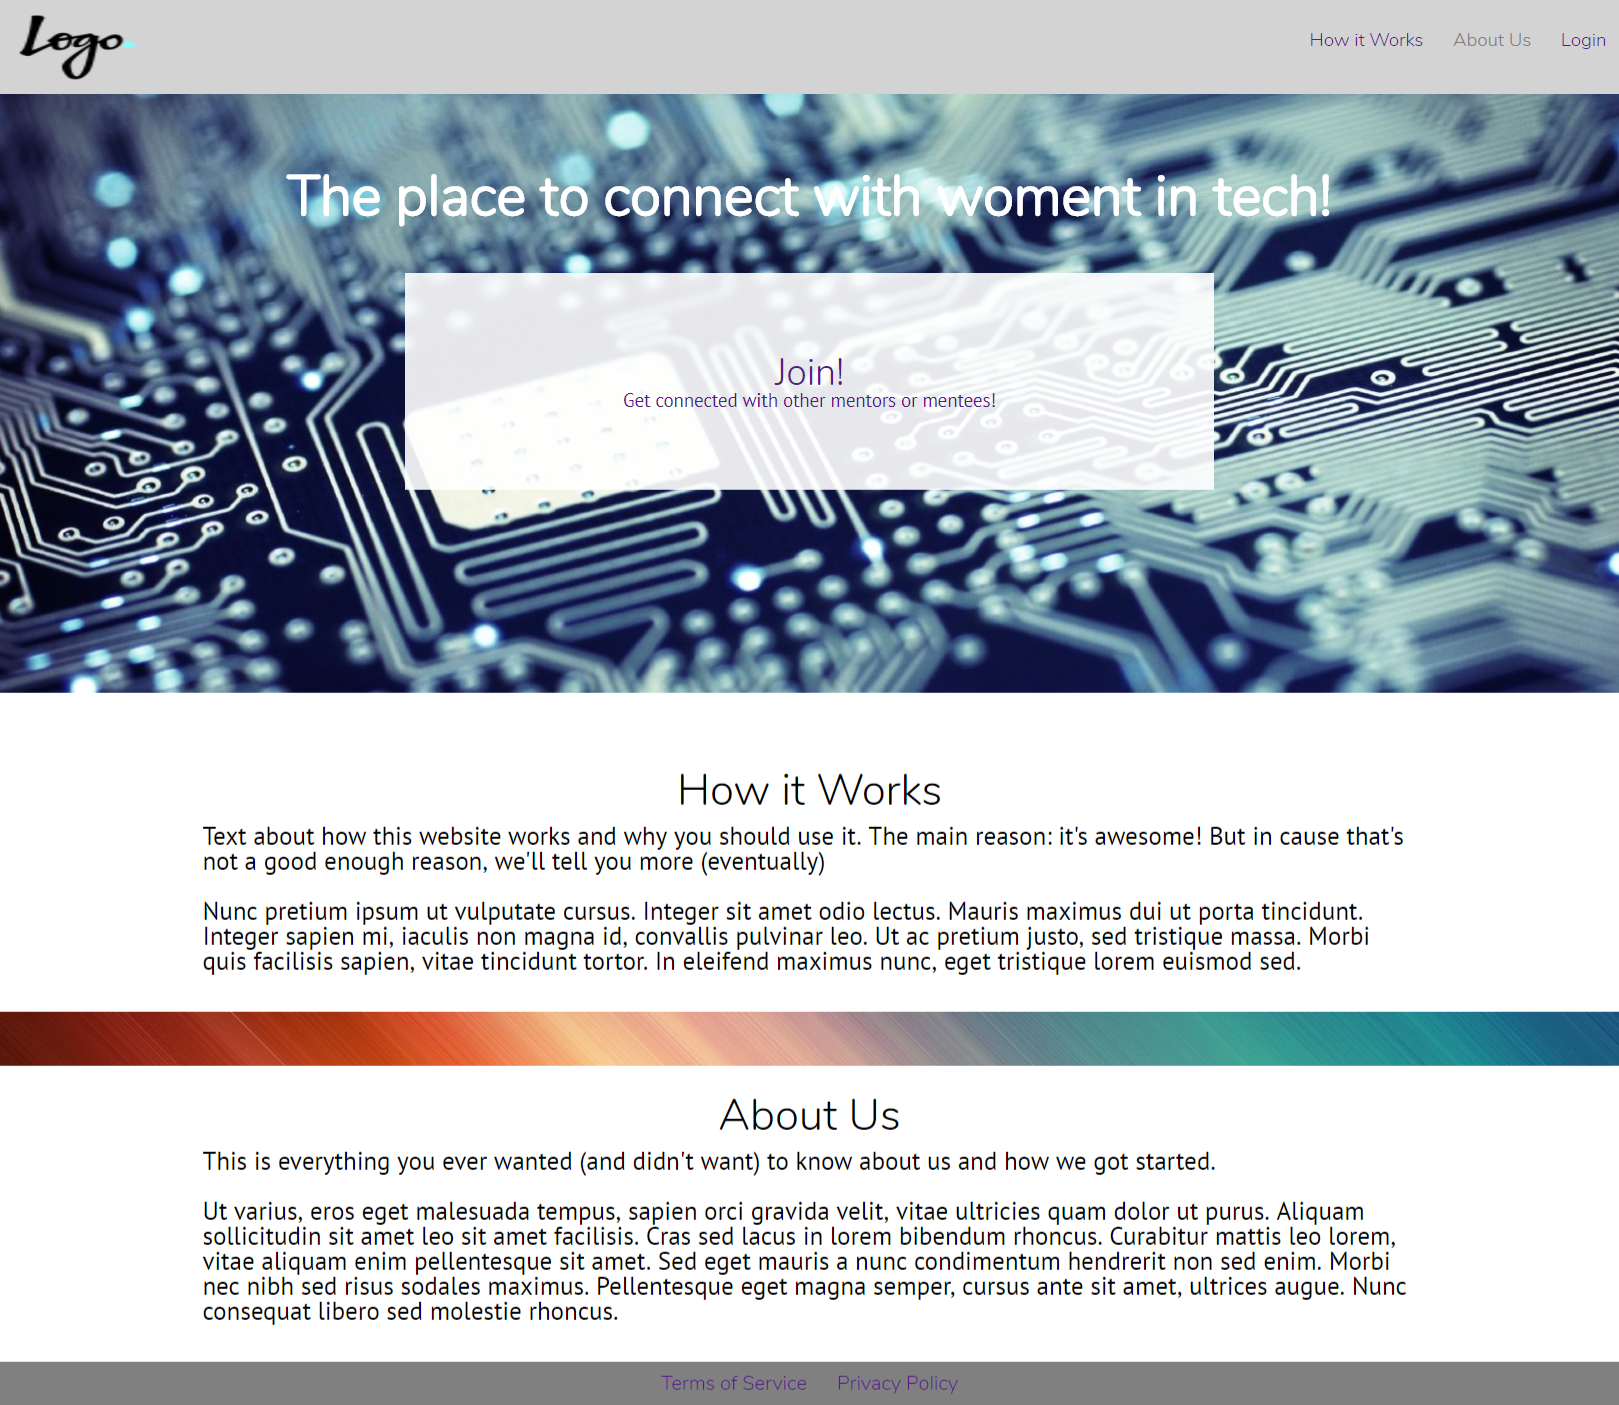 Logo
How it Works About Us Login
The place to connect with woment in tech!
Join!
Get connected with other mentors or mentees!
How it Works
Text about how this website works and why you should use it. The main reason: it's awesome! But in cause that's
not a good enough reason, we'll tell you more (eventually)
Nunc pretium ipsum ut vulputate cursus. Integer sit amet odio lectus. Mauris maximus dui ut porta tincidunt.
Integer sapien mi, iaculis non magna id, convallis pulvinar leo. Ut ac pretium justo, sed tristique massa. Morbi
quis facilisis sapien, vitae tincidunt tortor. In eleifend maximus nunc, eget tristique lorem euismod sed.
About Us
This is everything you ever wanted (and didn't want) to know about us and how we got started.
Ut varius, eros eget malesuada tempus, sapien orci gravida velit, vitae ultricies quam dolor ut purus. Aliquam
sollicitudin sit amet leo sit amet facilisis. Cras sed lacus in lorem bibendum rhoncus. Curabitur mattis leo lorem,
vitae aliquam enim pellentesque sit amet. Sed eget mauris a nunc condimentum hendrerit non sed enim. Morbi
nec nibh sed risus sodales maximus. Pellentesque eget magna semper, cursus ante sit amet, ultrices augue. Nunc
consequat libero sed molestie rhoncus.
Terms of Service Privacy Policy